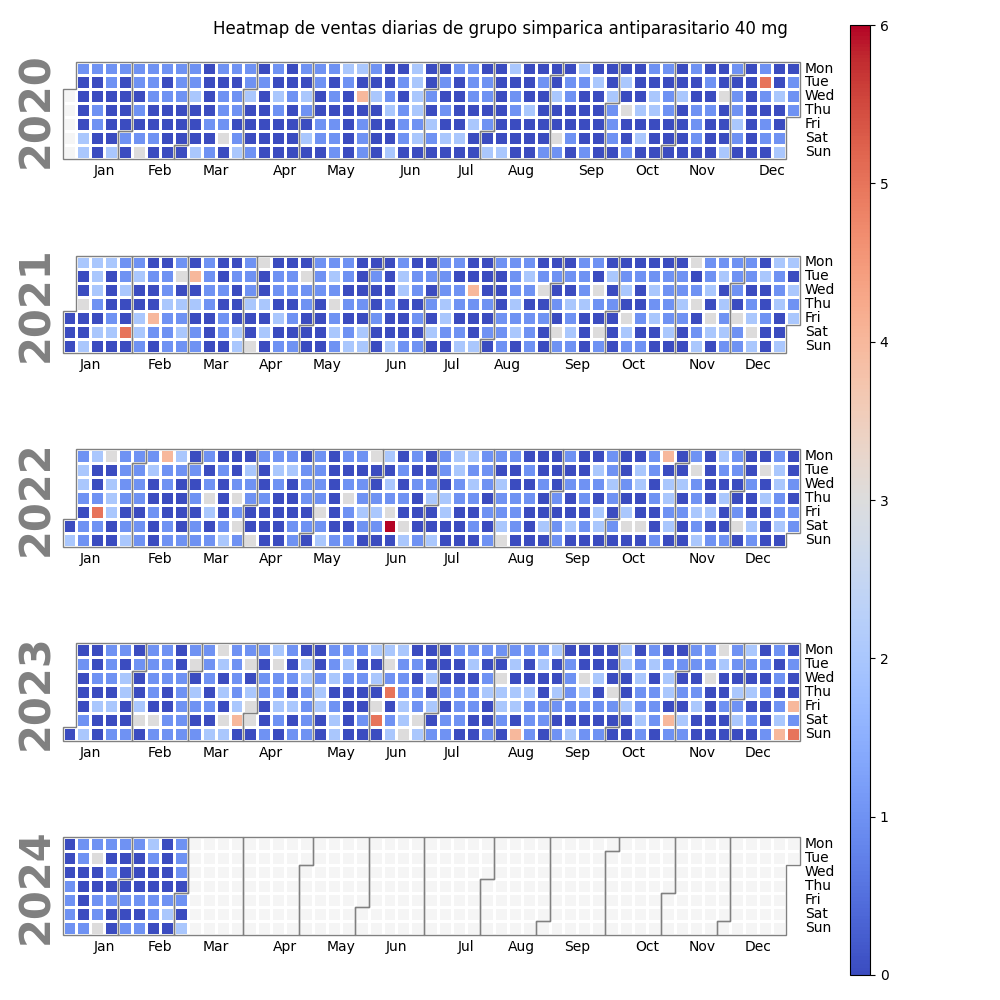 Heatmap de ventas diarias de grupo simparica antiparasitario 40 mg
2020
Mon
Tue
Wed
Thu
Fri
Sat
Sun
Jan Feb Mar Apr May Jun Jul Aug Sep Oct Nov Dec
2021
Mon
Tue
Wed
Thu
Fri
Sat
Sun
Jan Feb Mar Apr May Jun Jul Aug Sep Oct Nov Dec
2022
Mon
Tue
Wed
Thu
Fri
Sat
Sun
Jan Feb Mar Apr May Jun Jul Aug Sep Oct Nov Dec
2023
Mon
Tue
Wed
Thu
Fri
Sat
Sun
Jan Feb Mar Apr May Jun Jul Aug Sep Oct Nov Dec
2024
Mon
Tue
Wed
Thu
Fri
Sat
Sun
Jan Feb Mar Apr May Jun Jul Aug Sep Oct Nov Dec
6
5
4
3
2
1
0